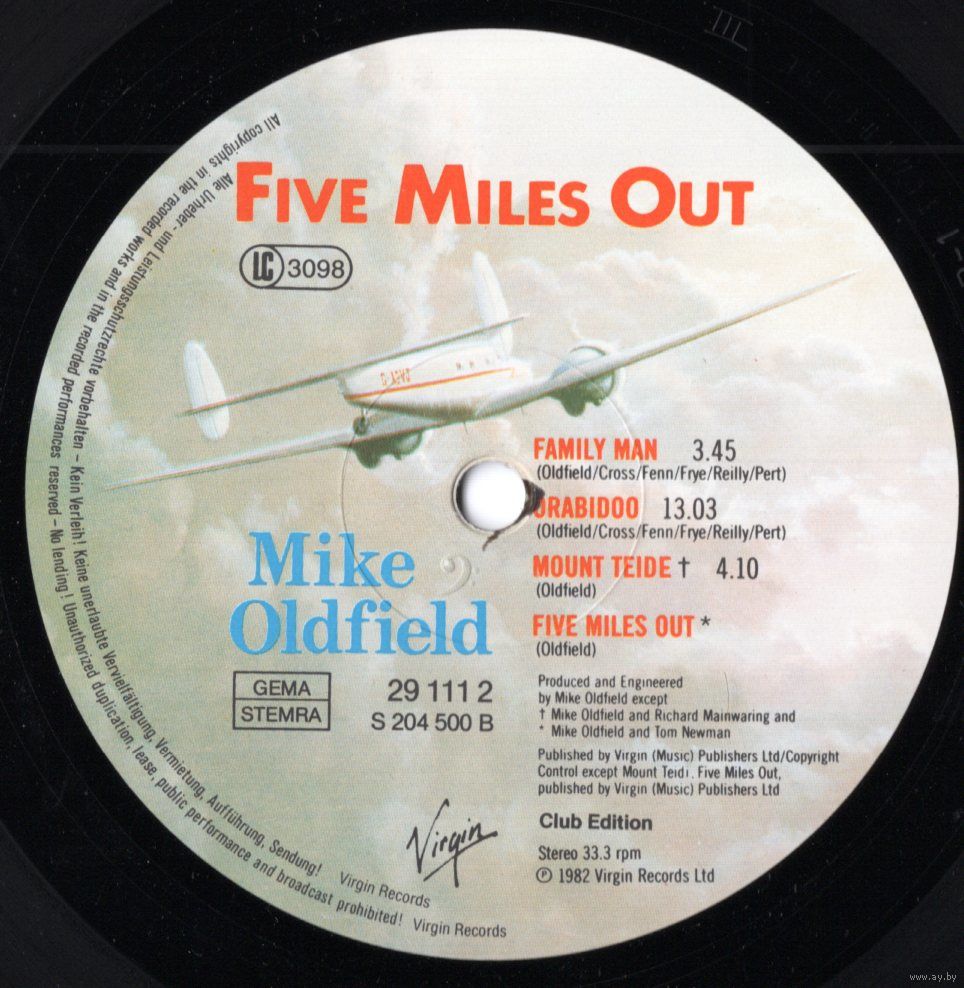 All copyrights in the recorded works and in the recorded performances reserved – No lending! Unauthorized duplication, lease, public performance and broadcast prohibited! Virgin Records
Alle Urheber - und Leistungsschutzrechte vorbehalten – Kein Verleih! Keine unerlaubte Vervielfältigung, Vermietung, Aufführung, Sendung! Virgin Records
FIVE MILES OUT
LC 3098
FAMILY MAN 3.45
(Oldfield/Cross/Fenn/Frye/Reilly/Pert)
ORABIDOO 13.03
(Oldfield/Cross/Fenn/Frye/Reilly/Pert)
MOUNT TEIDE † 4.10
(Oldfield)
FIVE MILES OUT *
(Oldfield)
Mike
Oldfield
GEMA
STEMRA
29 111 2
S 204 500 B
Produced and Engineered
by Mike Oldfield except
† Mike Oldfield and Richard Mainwaring and
* Mike Oldfield and Tom Newman
Published by Virgin (Music) Publishers Ltd/Copyright
Control except Mount Teidi. Five Miles Out,
published by Virgin (Music) Publishers Ltd
Club Edition
Stereo 33.3 rpm
℗ 1982 Virgin Records Ltd
Virgin
www.ay.by